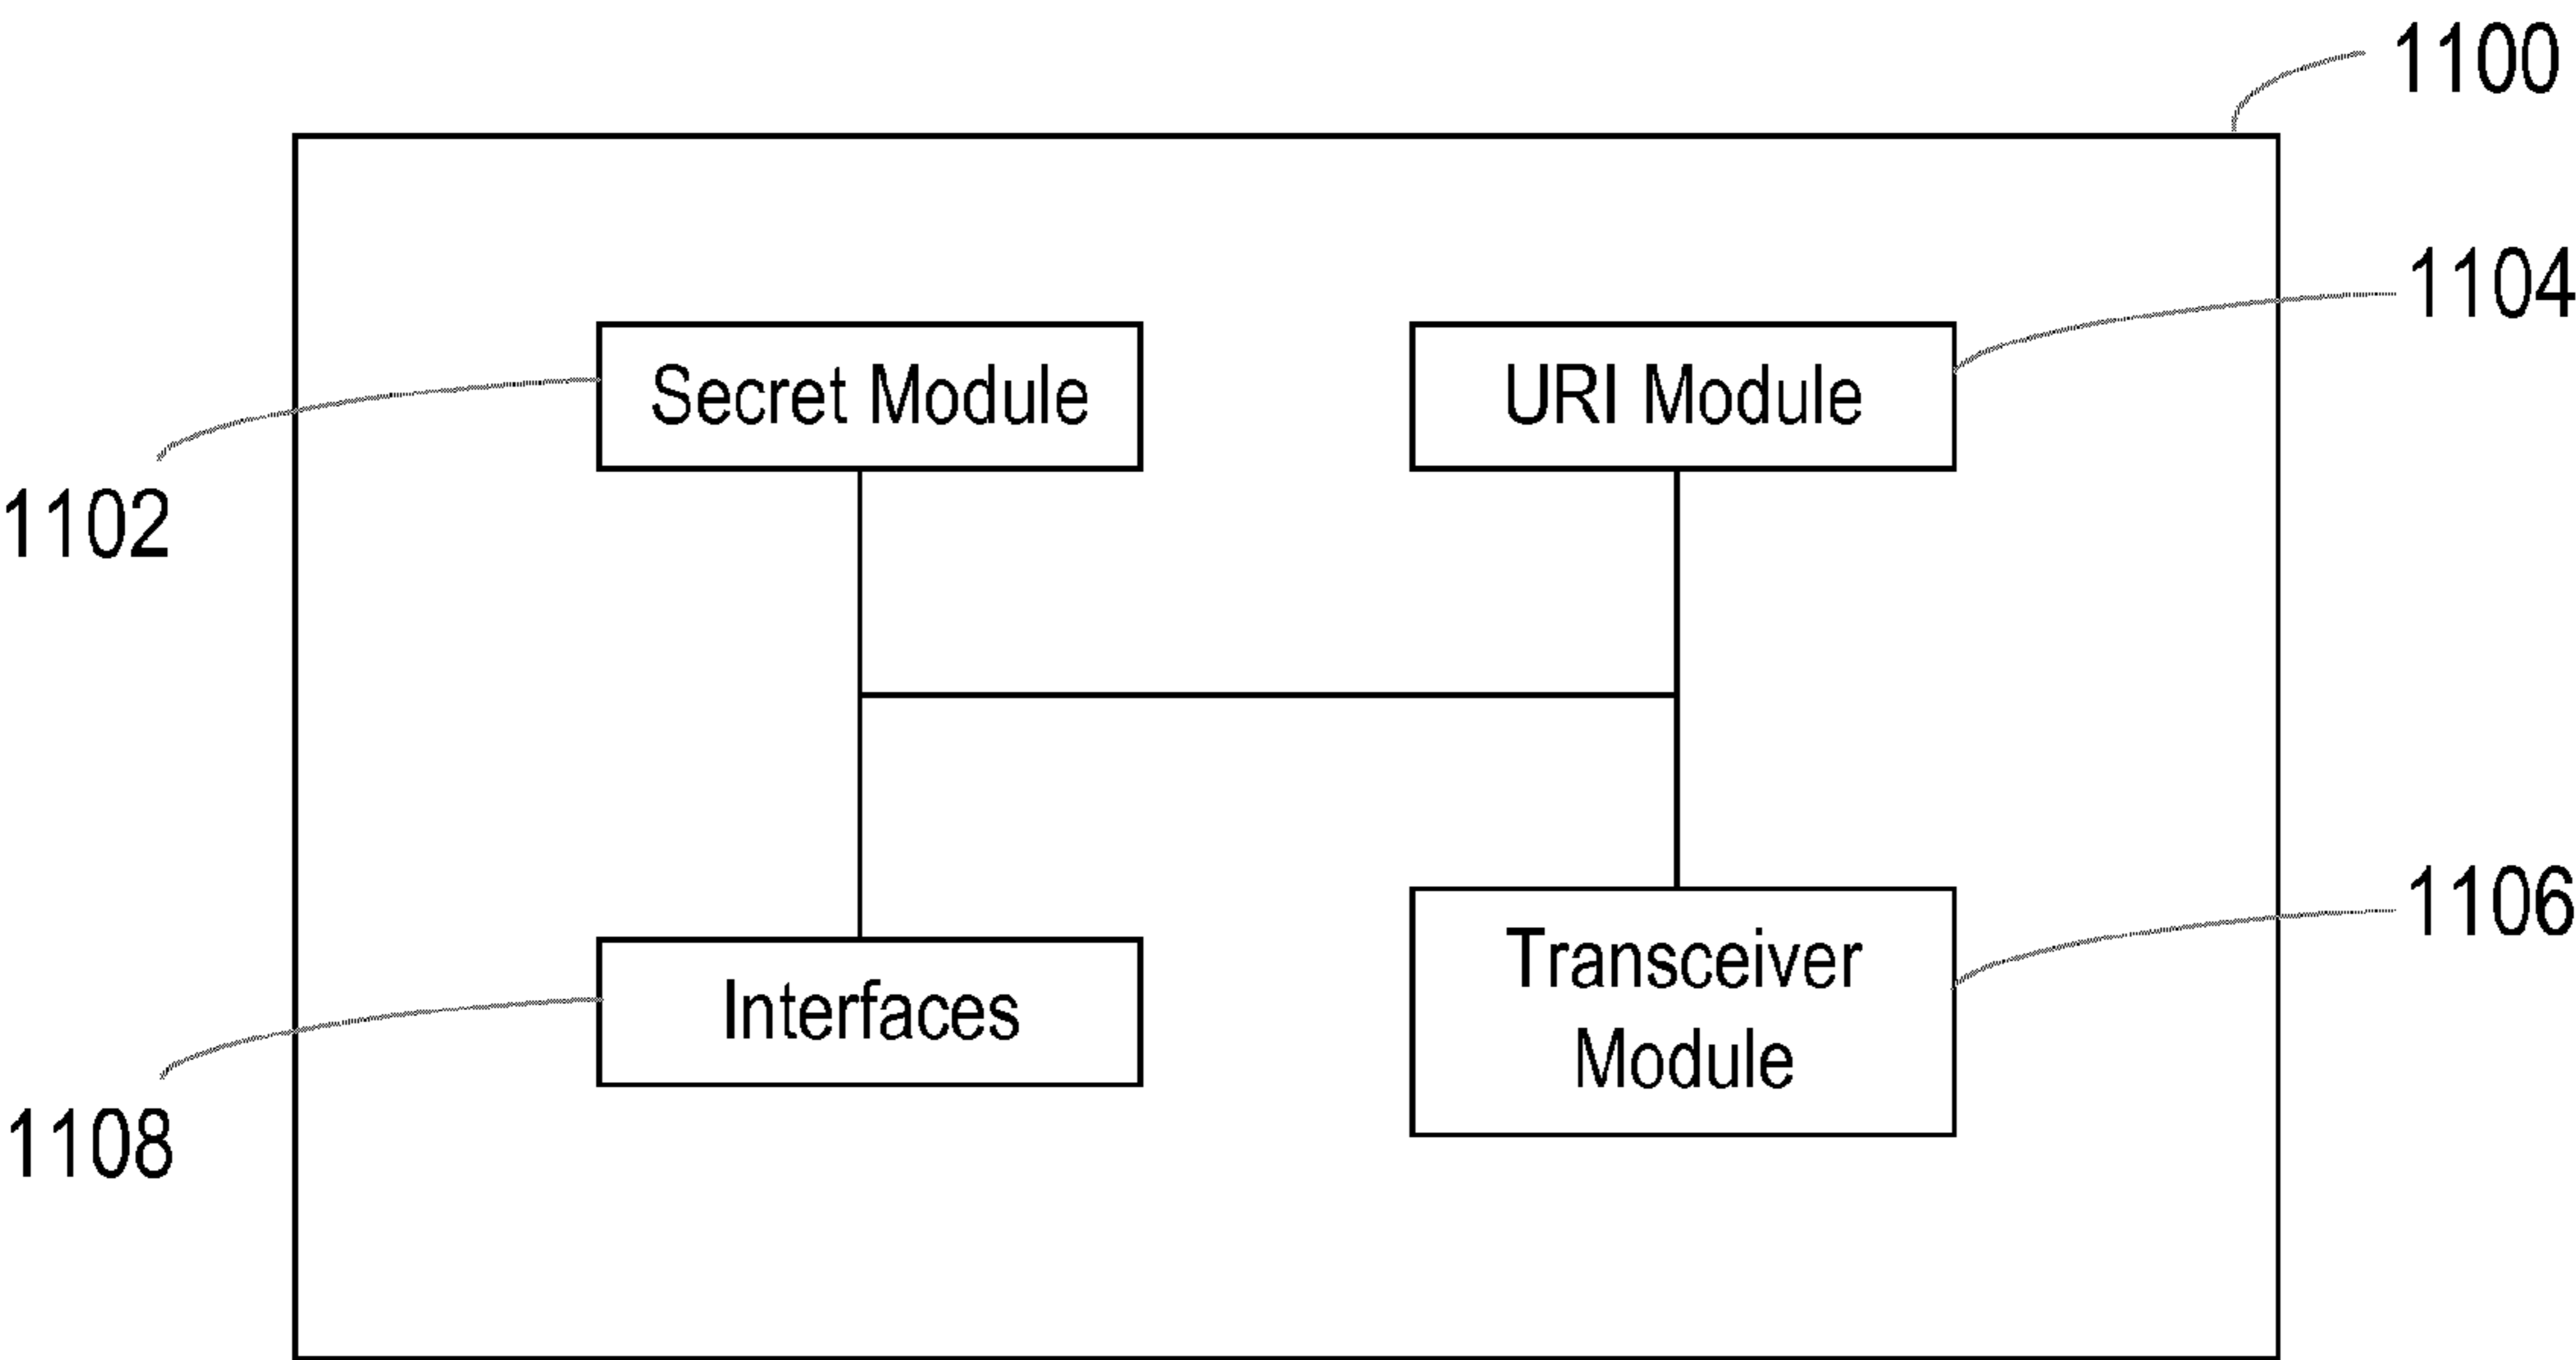 1100
1104
Secret Module
URI Module
1102
1106
Transceiver
Module
Interfaces
1108